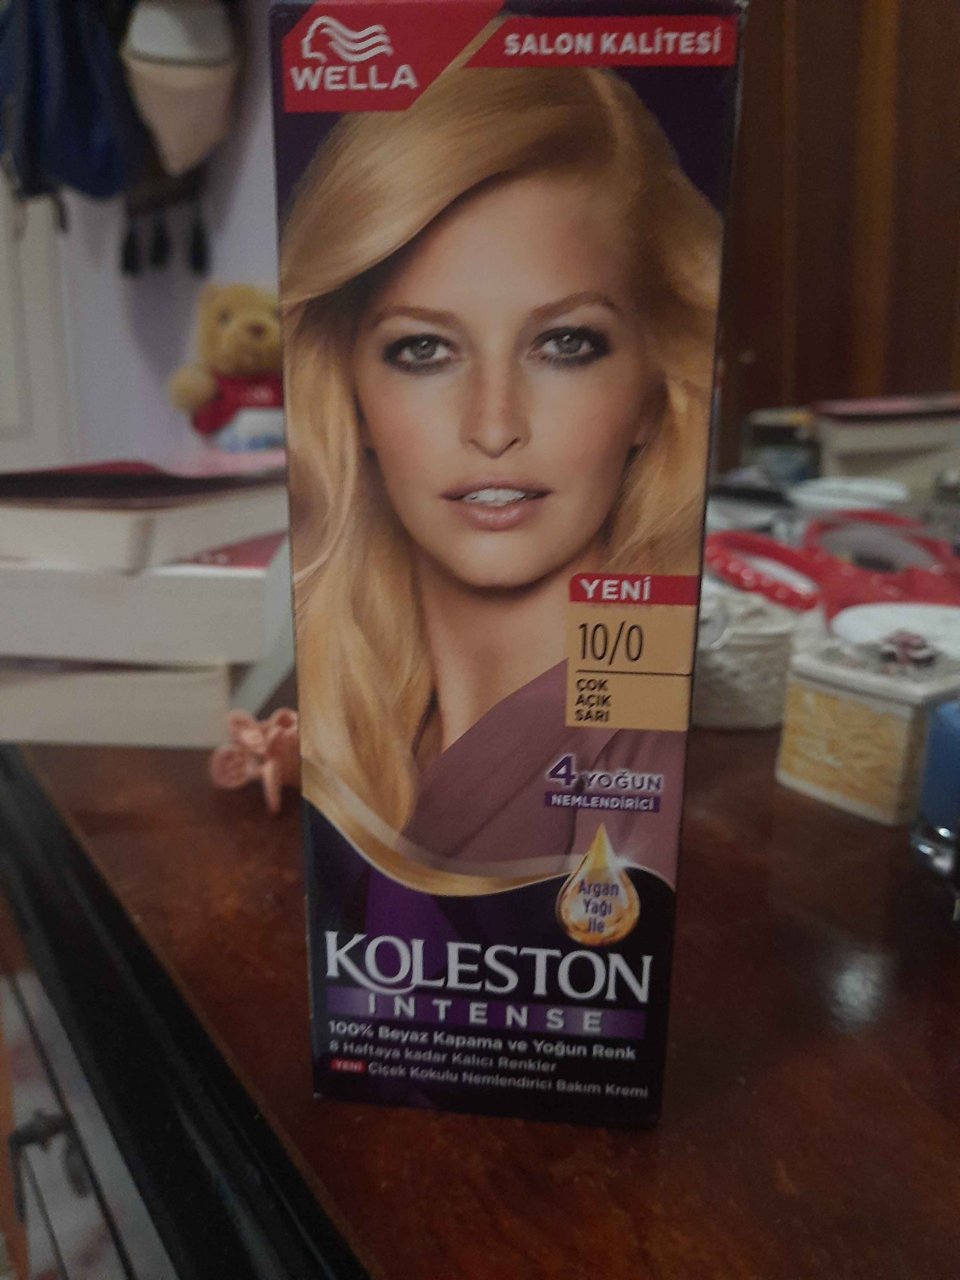 WELLA
SALON KALİTESİ
YENİ
10/0
ÇOK
AÇIK
SARI
4 YOĞUN
NEMLENDİRİCİ
Argan
Yağı
ile
KOLESTON
INTENSE
100% Beyaz Kapama ve Yoğun Renk
8 Haftaya kadar Kalıcı Renkler
YENİ Çiçek Kokulu Nemlendirici Bakım Kremi